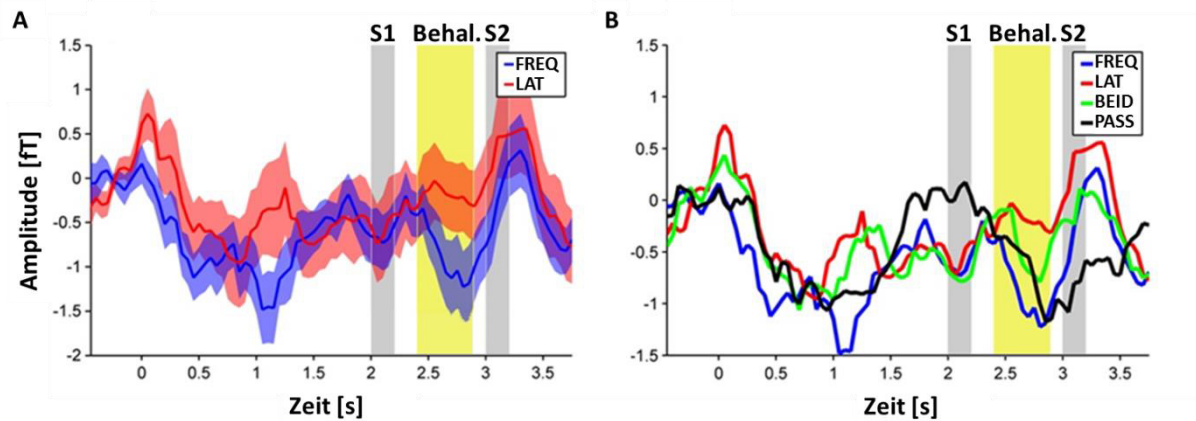 A
S1 Behal. S2
FREQ
LAT
Amplitude [fT]
1.5
1
0.5
0
-0.5
-1
-1.5
-2
0 0.5 1 1.5 2 2.5 3 3.5
Zeit [s]
B
S1 Behal. S2
FREQ
LAT
BEID
PASS
1.5
1
0.5
0
-0.5
-1
-1.5
0 0.5 1 1.5 2 2.5 3 3.5
Zeit [s]